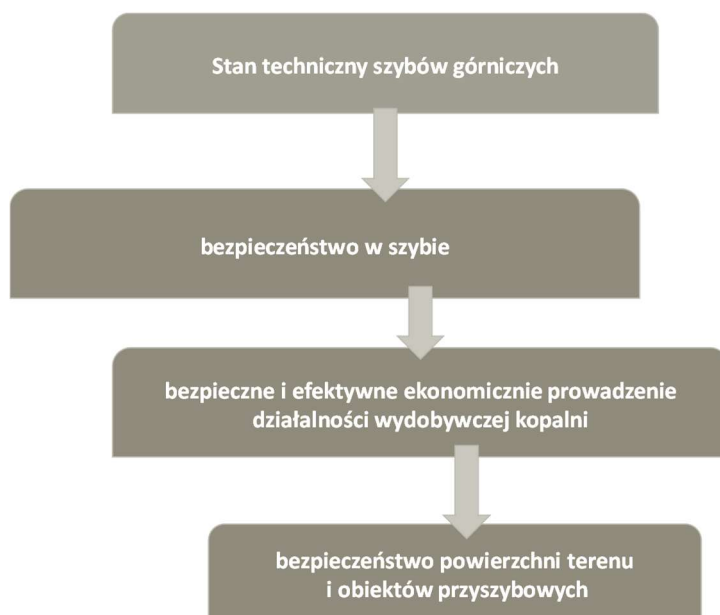 Stan techniczny szybów górniczych
bezpieczeństwo w szybie
bezpieczne i efektywne ekonomicznie prowadzenie
działalności wydobywczej kopalni
bezpieczeństwo powierzchni terenu
i obiektów przyszybowych